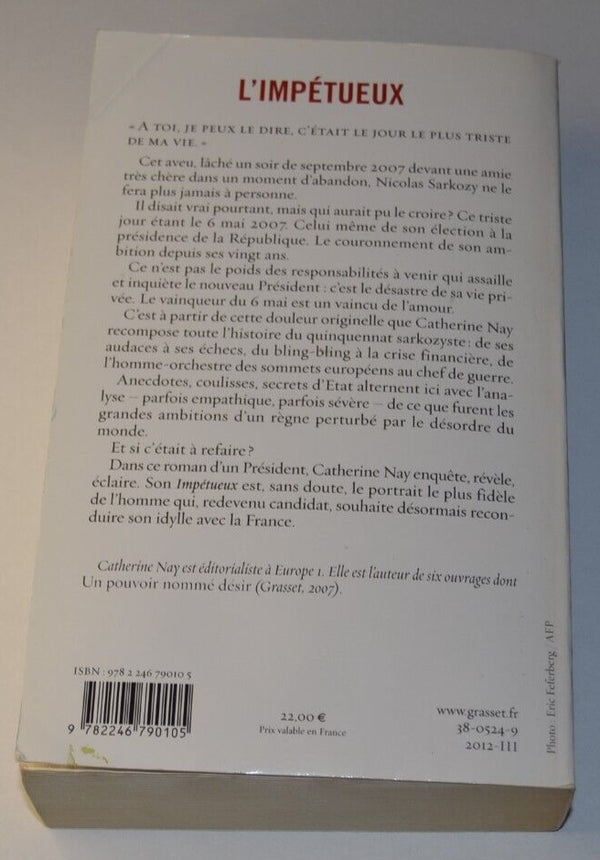 L'IMPÉTUEUX
« A TOI, JE PEUX LE DIRE, C'ÉTAIT LE JOUR LE PLUS TRISTE
DE MA VIE. »
Cet aveu, lâché un soir de septembre 2007 devant une amie
très chère dans un moment d'abandon, Nicolas Sarkozy ne le
fera plus jamais à personne.
Il disait vrai pourtant, mais qui aurait pu le croire ? Ce triste
jour étant le 6 mai 2007. Celui même de son élection à la
présidence de la République. Le couronnement de son am-
bition depuis ses vingt ans.
Ce n'est pas le poids des responsabilités à venir qui assaille
et inquiète le nouveau Président : c'est le désastre de sa vie pri-
vée. Le vainqueur du 6 mai est un vaincu de l'amour.
C'est à partir de cette douleur originelle que Catherine Nay
recompose toute l'histoire du quinquennat sarkozyste : de ses
audaces à ses échecs, du bling-bling à la crise financière, de
l'homme-orchestre des sommets européens au chef de guerre.
Anecdotes, coulisses, secrets d'Etat alternent ici avec l'ana-
lyse – parfois empathique, parfois sévère – de ce que furent les
grandes ambitions d'un règne perturbé par le désordre du
monde.
Et si c'était à refaire ?
Dans ce roman d'un Président, Catherine Nay enquête, révèle,
éclaire. Son Impétueux est, sans doute, le portrait le plus fidèle
de l'homme qui, redevenu candidat, souhaite désormais recon-
duire son idylle avec la France.
Catherine Nay est éditorialiste à Europe 1. Elle est l'auteur de six ouvrages dont
Un pouvoir nommé désir (Grasset, 2007).
ISBN : 978 2 246 79010 5
9 782246 790105
22,00 €
Prix valable en France
www.grasset.fr
38-0524-9
2012-III
Photo : Eric Feferberg / AFP